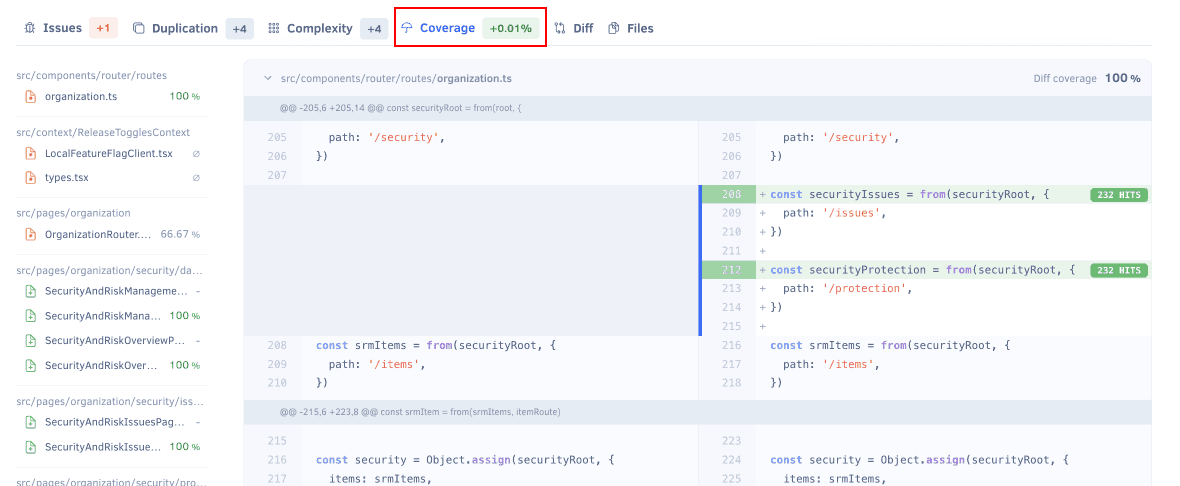 Issues +1 Duplication +4 Complexity +4 Coverage +0.01% Diff Files
src/components/router/routes
organization.ts 100 %
src/context/ReleaseTogglesContext
LocalFeatureFlagClient.tsx ∅
types.tsx ∅
src/pages/organization
OrganizationRouter.... 66.67 %
src/pages/organization/security/da...
SecurityAndRiskManageme... -
SecurityAndRiskMana... 100 %
SecurityAndRiskOverviewP... -
SecurityAndRiskOver... 100 %
src/pages/organization/security/iss...
SecurityAndRiskIssuesPag... -
SecurityAndRiskIssue... 100 %
src/pages/organization/security/pro...
src/components/router/routes/organization.ts Diff coverage 100 %
@@ -205,6 +205,14 @@ const securityRoot = from(root, {
205 path: '/security',
206 })
207
208 const srmItems = from(securityRoot, {
209 path: '/items',
210 })
205 path: '/security',
206 })
207
208 + const securityIssues = from(securityRoot, { 232 HITS
209 + path: '/issues',
210 + })
211 +
212 + const securityProtection = from(securityRoot, { 232 HITS
213 + path: '/protection',
214 + })
215 +
216 const srmItems = from(securityRoot, {
217 path: '/items',
218 })
@@ -215,6 +223,8 @@ const srmItem = from(srmItems, itemRoute)
215
216 const security = Object.assign(securityRoot, {
217 items: srmItems,
223
224 const security = Object.assign(securityRoot, {
225 items: srmItems,